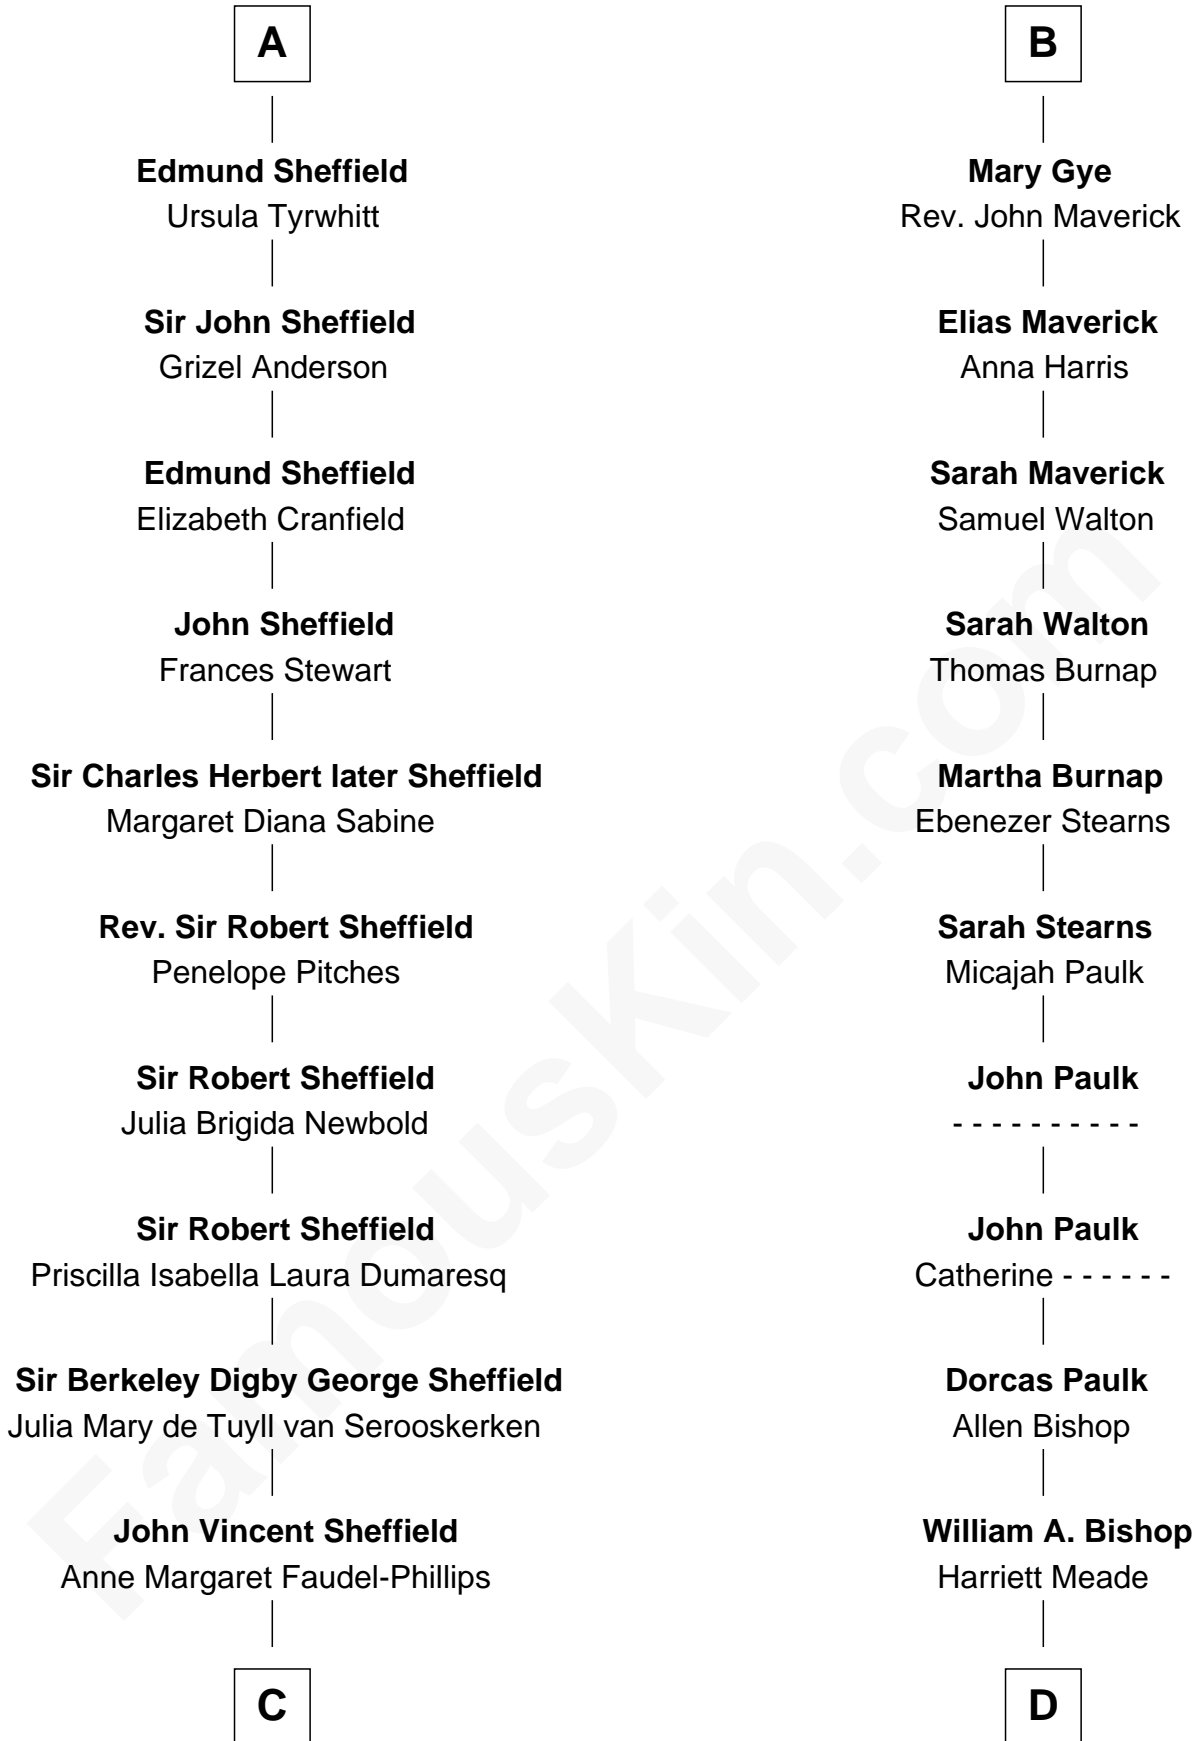 A
Edmund Sheffield
Ursula Tyrwhitt
Sir John Sheffield
Grizel Anderson
Edmund Sheffield
Elizabeth Cranfield
John Sheffield
Frances Stewart
Sir Charles Herbert later Sheffield
Margaret Diana Sabine
Rev. Sir Robert Sheffield
Penelope Pitches
Sir Robert Sheffield
Julia Brigida Newbold
Sir Robert Sheffield
Priscilla Isabella Laura Dumaresq
Sir Berkeley Digby George Sheffield
Julia Mary de Tuyll van Serooskerken
John Vincent Sheffield
Anne Margaret Faudel-Phillips
C
B
Mary Gye
Rev. John Maverick
Elias Maverick
Anna Harris
Sarah Maverick
Samuel Walton
Sarah Walton
Thomas Burnap
Martha Burnap
Ebenezer Stearns
Sarah Stearns
Micajah Paulk
John Paulk
- - - - - - - - - -
John Paulk
Catherine - - - - - -
Dorcas Paulk
Allen Bishop
William A. Bishop
Harriett Meade
D
FamousKin.com